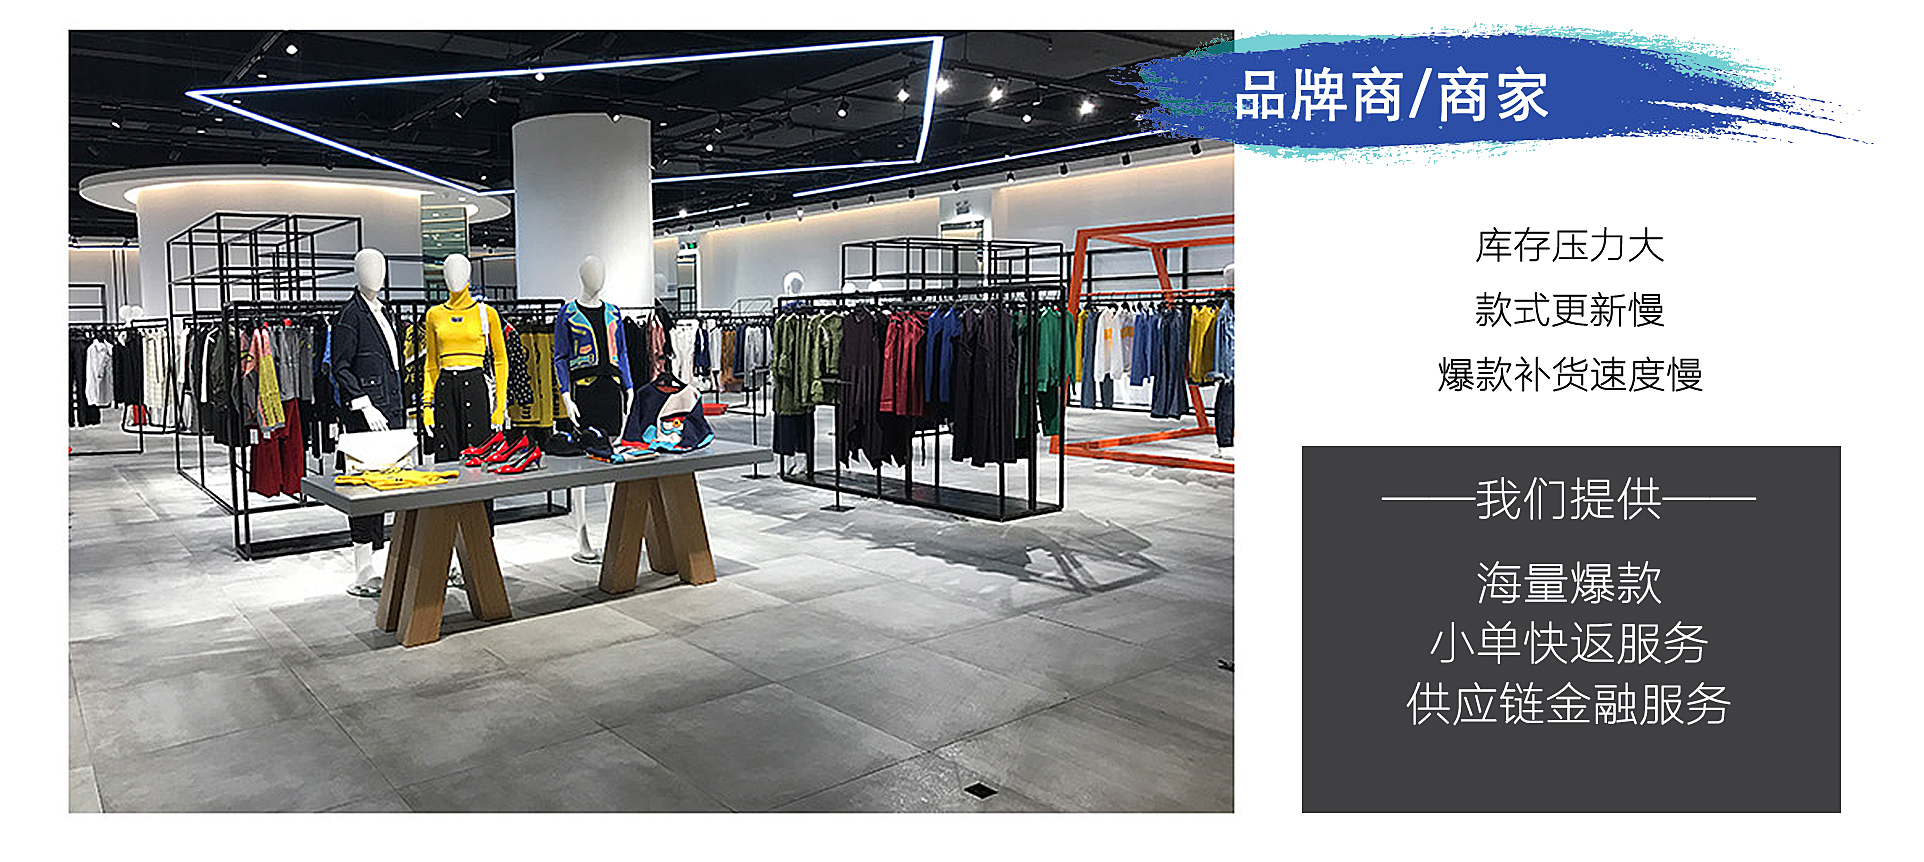 品牌商/商家
库存压力大
款式更新慢
爆款补货速度慢
——我们提供——
海量爆款
小单快返服务
供应链金融服务